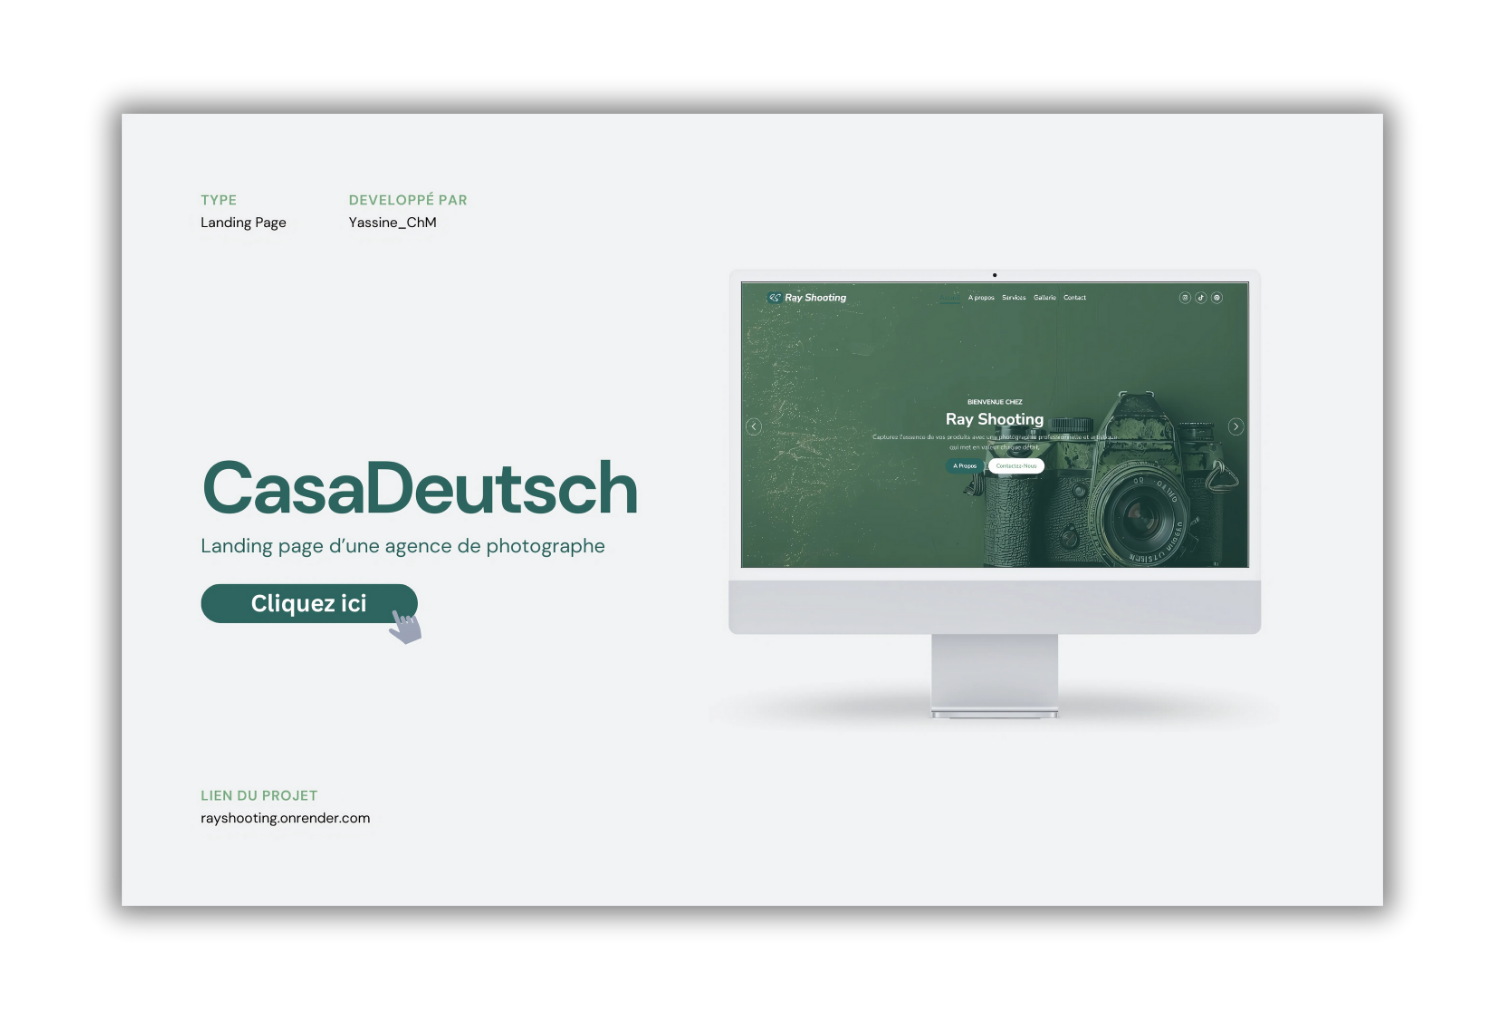 TYPE
Landing Page
DEVELOPPÉ PAR
Yassine_ChM
CasaDeutsch
Landing page d’une agence de photographe
Cliquez ici
LIEN DU PROJET
rayshooting.onrender.com
Ray Shooting
A propos Services Gallerie Contact
BIENVENUE CHEZ
Ray Shooting
Capturez l'essence de vos produits avec une photographie professionnelle et
qui met en valeur chaque détail.
A Propos Contactez-Nous